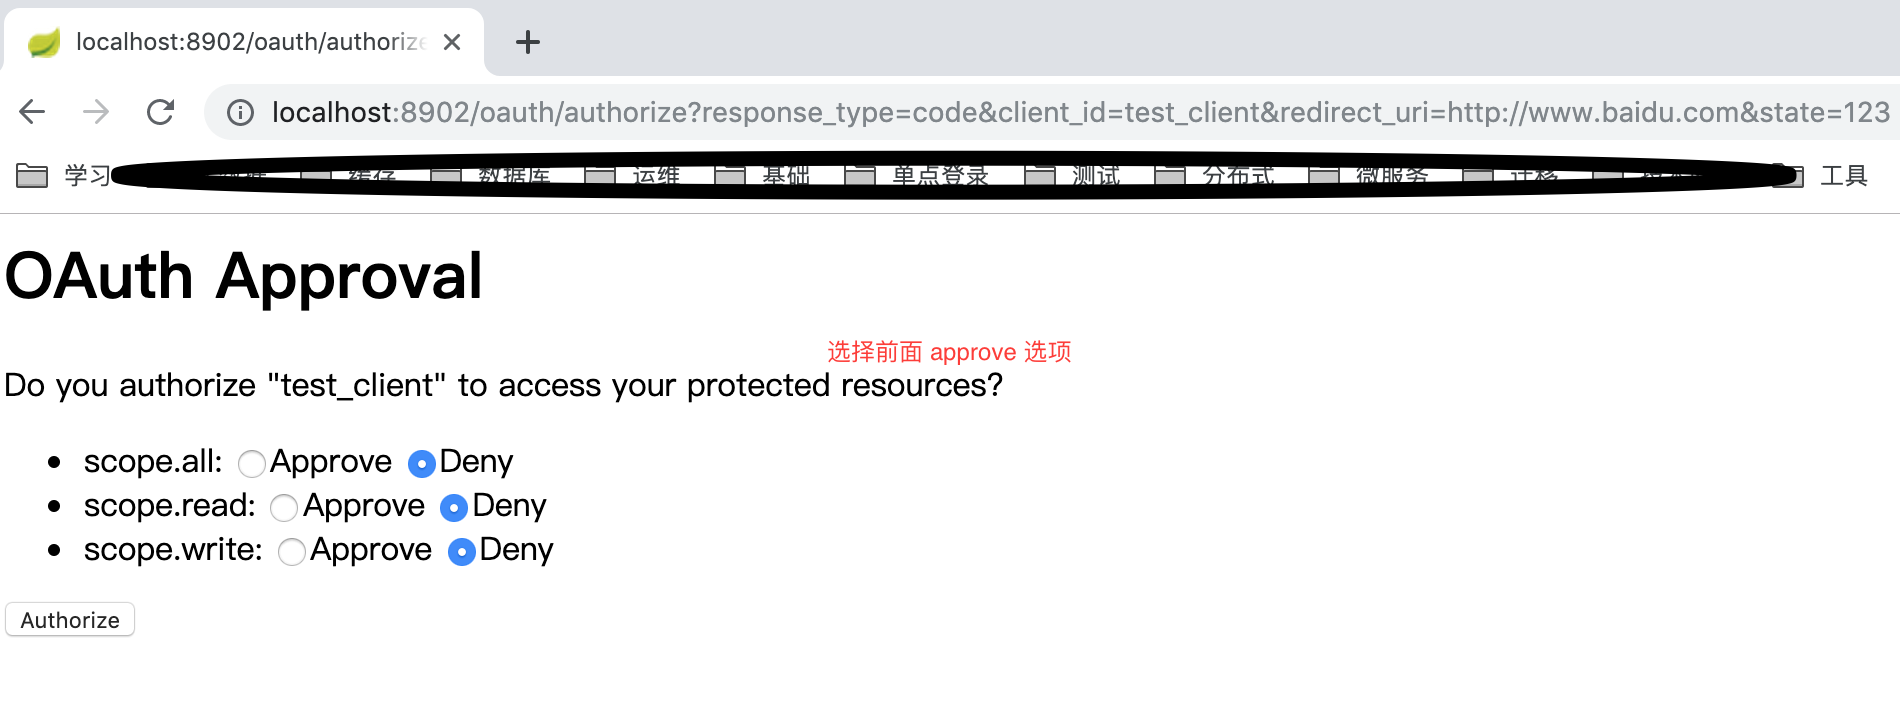 localhost:8902/oauth/authorize
localhost:8902/oauth/authorize?response_type=code&client_id=test_client&redirect_uri=http://www.baidu.com&state=123
学习 缓存 数据库 运维 基础 单点登录 测试 分布式 微服务 迁移 工具
OAuth Approval
选择前面 approve 选项
Do you authorize "test_client" to access your protected resources?
scope.all: Approve Deny
scope.read: Approve Deny
scope.write: Approve Deny
Authorize